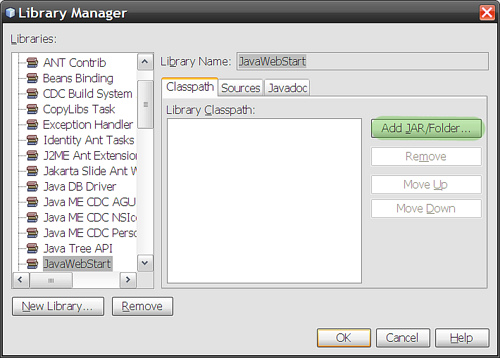 Library Manager
Libraries:
ANT Contrib
Beans Binding
CDC Build System
CopyLibs Task
Exception Handler
Identity Ant Tasks
J2ME Ant Extension
Jakarta Slide Ant W
Java DB Driver
Java ME CDC AGU
Java ME CDC NSIco
Java ME CDC Perso
Java Tree API
JavaWebStart
New Library...
Remove
Library Name: JavaWebStart
Classpath
Sources
Javadoc
Library Classpath:
Add JAR/Folder...
Remove
Move Up
Move Down
OK
Cancel
Help